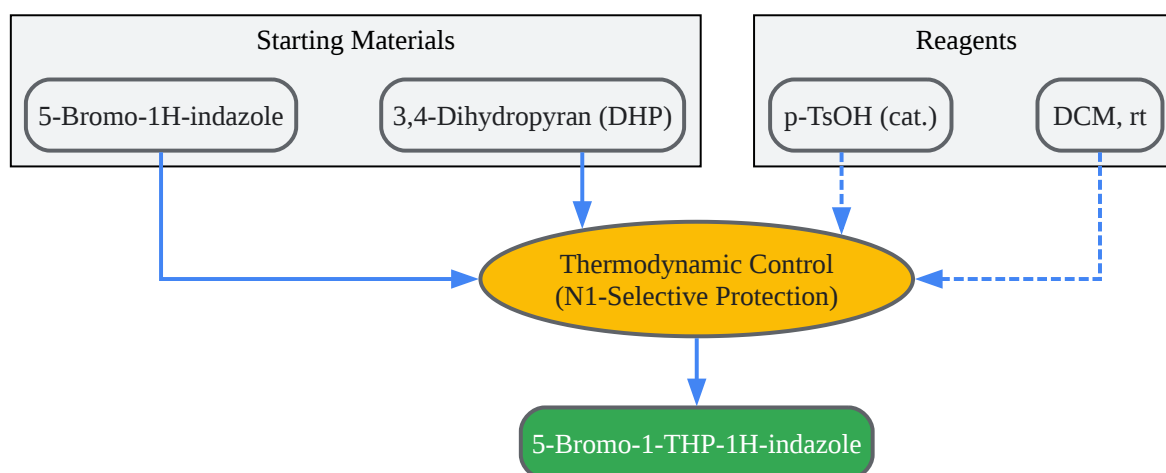 Starting Materials
Reagents
5-Bromo-1H-indazole
3,4-Dihydropyran (DHP)
p-TsOH (cat.)
DCM, rt
Thermodynamic Control
(N1-Selective Protection)
5-Bromo-1-THP-1H-indazole